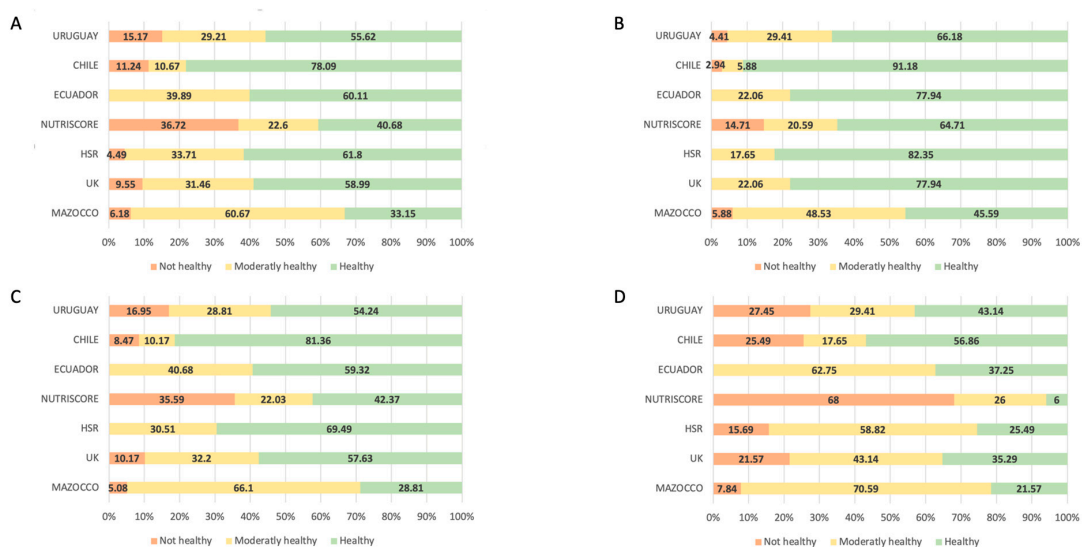 A
URUGUAY 15.17 29.21 55.62
CHILE 11.24 10.67 78.09
ECUADOR 39.89 60.11
NUTRISCORE 36.72 22.6 40.68
HSR 4.49 33.71 61.8
UK 9.55 31.46 58.99
MAZOCCO 6.18 60.67 33.15
0% 10% 20% 30% 40% 50% 60% 70% 80% 90% 100%
Not healthy Moderatly healthy Healthy
B
URUGUAY 4.41 29.41 66.18
CHILE 2.94 5.88 91.18
ECUADOR 22.06 77.94
NUTRISCORE 14.71 20.59 64.71
HSR 17.65 82.35
UK 22.06 77.94
MAZOCCO 5.88 48.53 45.59
0% 10% 20% 30% 40% 50% 60% 70% 80% 90% 100%
Not healthy Moderatly healthy Healthy
C
URUGUAY 16.95 28.81 54.24
CHILE 8.47 10.17 81.36
ECUADOR 40.68 59.32
NUTRISCORE 35.59 22.03 42.37
HSR 30.51 69.49
UK 10.17 32.2 57.63
MAZOCCO 5.08 66.1 28.81
0% 10% 20% 30% 40% 50% 60% 70% 80% 90% 100%
Not healthy Moderatly healthy Healthy
D
URUGUAY 27.45 29.41 43.14
CHILE 25.49 17.65 56.86
ECUADOR 62.75 37.25
NUTRISCORE 68 26 6
HSR 15.69 58.82 25.49
UK 21.57 43.14 35.29
MAZOCCO 7.84 70.59 21.57
0% 10% 20% 30% 40% 50% 60% 70% 80% 90% 100%
Not healthy Moderatly healthy Healthy